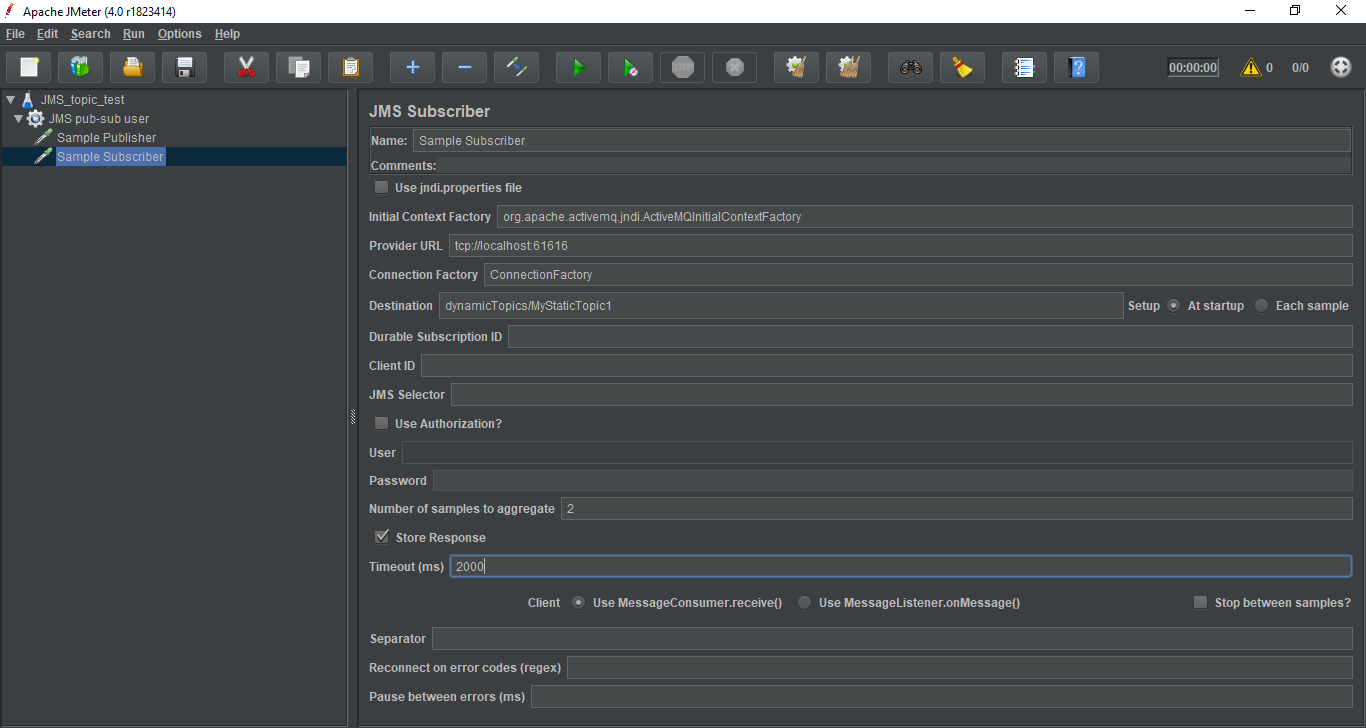 Apache JMeter (4.0 r1823414)
File Edit Search Run Options Help
STOP 00:00:00 0 0/0
JMS_topic_test
JMS pub-sub user
Sample Publisher
Sample Subscriber
JMS Subscriber
Name: Sample Subscriber
Comments:
Use jndi.properties file
Initial Context Factory org.apache.activemq.jndi.ActiveMQInitialContextFactory
Provider URL tcp://localhost:61616
Connection Factory ConnectionFactory
Destination dynamicTopics/MyStaticTopic1 Setup At startup Each sample
Durable Subscription ID
Client ID
JMS Selector
Use Authorization?
User
Password
Number of samples to aggregate 2
Store Response
Timeout (ms) 2000
Client Use MessageConsumer.receive() Use MessageListener.onMessage() Stop between samples?
Separator
Reconnect on error codes (regex)
Pause between errors (ms)